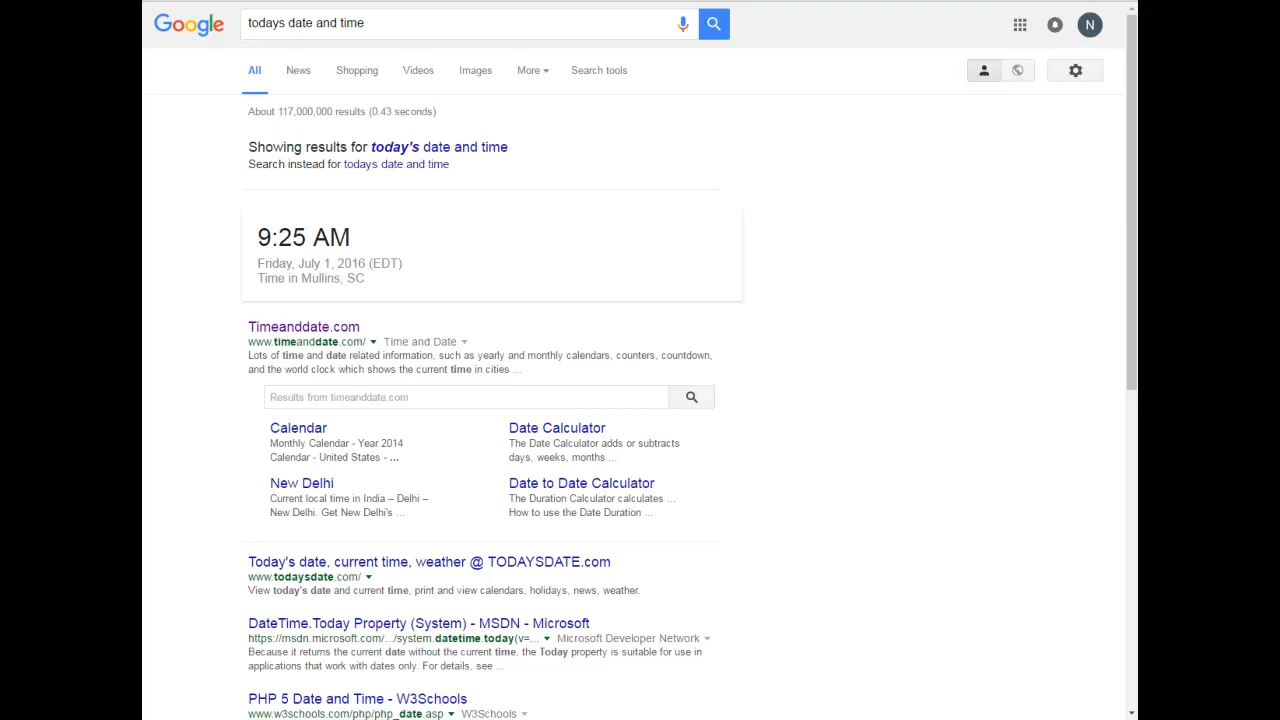 Google
todays date and time
N
All News Shopping Videos Images More Search tools
About 117,000,000 results (0.43 seconds)
Showing results for today's date and time
Search instead for todays date and time
9:25 AM
Friday, July 1, 2016 (EDT)
Time in Mullins, SC
Timeanddate.com
www.timeanddate.com/ Time and Date
Lots of time and date related information, such as yearly and monthly calendars, counters, countdown,
and the world clock which shows the current time in cities ...
Results from timeanddate.com
Calendar
Monthly Calendar - Year 2014
Calendar - United States - ...
Date Calculator
The Date Calculator adds or subtracts
days, weeks, months ...
New Delhi
Current local time in India – Delhi –
New Delhi. Get New Delhi's ...
Date to Date Calculator
The Duration Calculator calculates ...
How to use the Date Duration ...
Today's date, current time, weather @ TODAYSDATE.com
www.todaysdate.com/
View today's date and current time, print and view calendars, holidays, news, weather.
DateTime.Today Property (System) - MSDN - Microsoft
https://msdn.microsoft.com/.../system.datetime.today(v=... Microsoft Developer Network
Because it returns the current date without the current time, the Today property is suitable for use in
applications that work with dates only. For details, see ...
PHP 5 Date and Time - W3Schools
www.w3schools.com/php/php_date.asp W3Schools